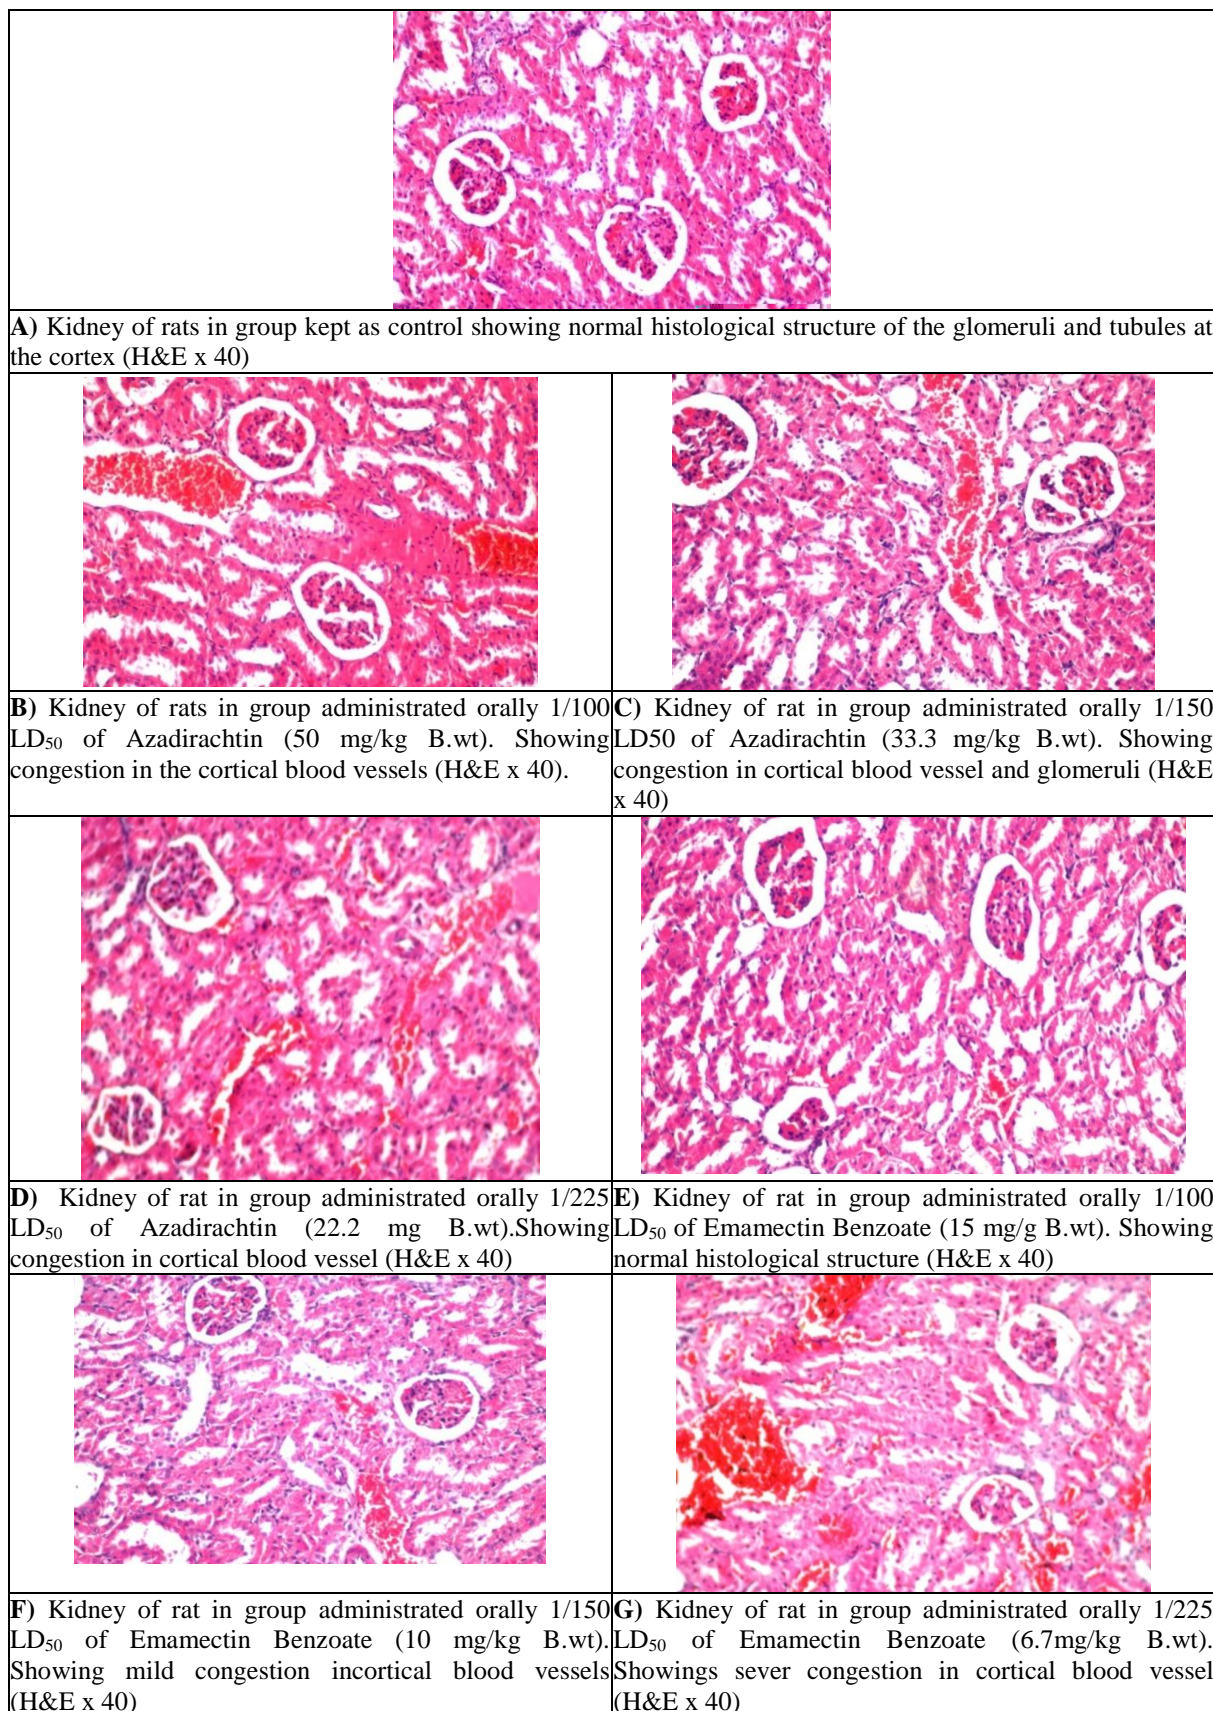 A) Kidney of rats in group kept as control showing normal histological structure of the glomeruli and tubules at
the cortex (H&E x 40)
B) Kidney of rats in group administrated orally 1/100
LD₅₀ of Azadirachtin (50 mg/kg B.wt). Showing
congestion in the cortical blood vessels (H&E x 40).
C) Kidney of rat in group administrated orally 1/150
LD50 of Azadirachtin (33.3 mg/kg B.wt). Showing
congestion in cortical blood vessel and glomeruli (H&E
x 40)
D) Kidney of rat in group administrated orally 1/225
LD₅₀ of Azadirachtin (22.2 mg B.wt).Showing
congestion in cortical blood vessel (H&E x 40)
E) Kidney of rat in group administrated orally 1/100
LD₅₀ of Emamectin Benzoate (15 mg/g B.wt). Showing
normal histological structure (H&E x 40)
F) Kidney of rat in group administrated orally 1/150
LD₅₀ of Emamectin Benzoate (10 mg/kg B.wt).
Showing mild congestion incortical blood vessels
(H&E x 40)
G) Kidney of rat in group administrated orally 1/225
LD₅₀ of Emamectin Benzoate (6.7mg/kg B.wt).
Showings sever congestion in cortical blood vessel
(H&E x 40)